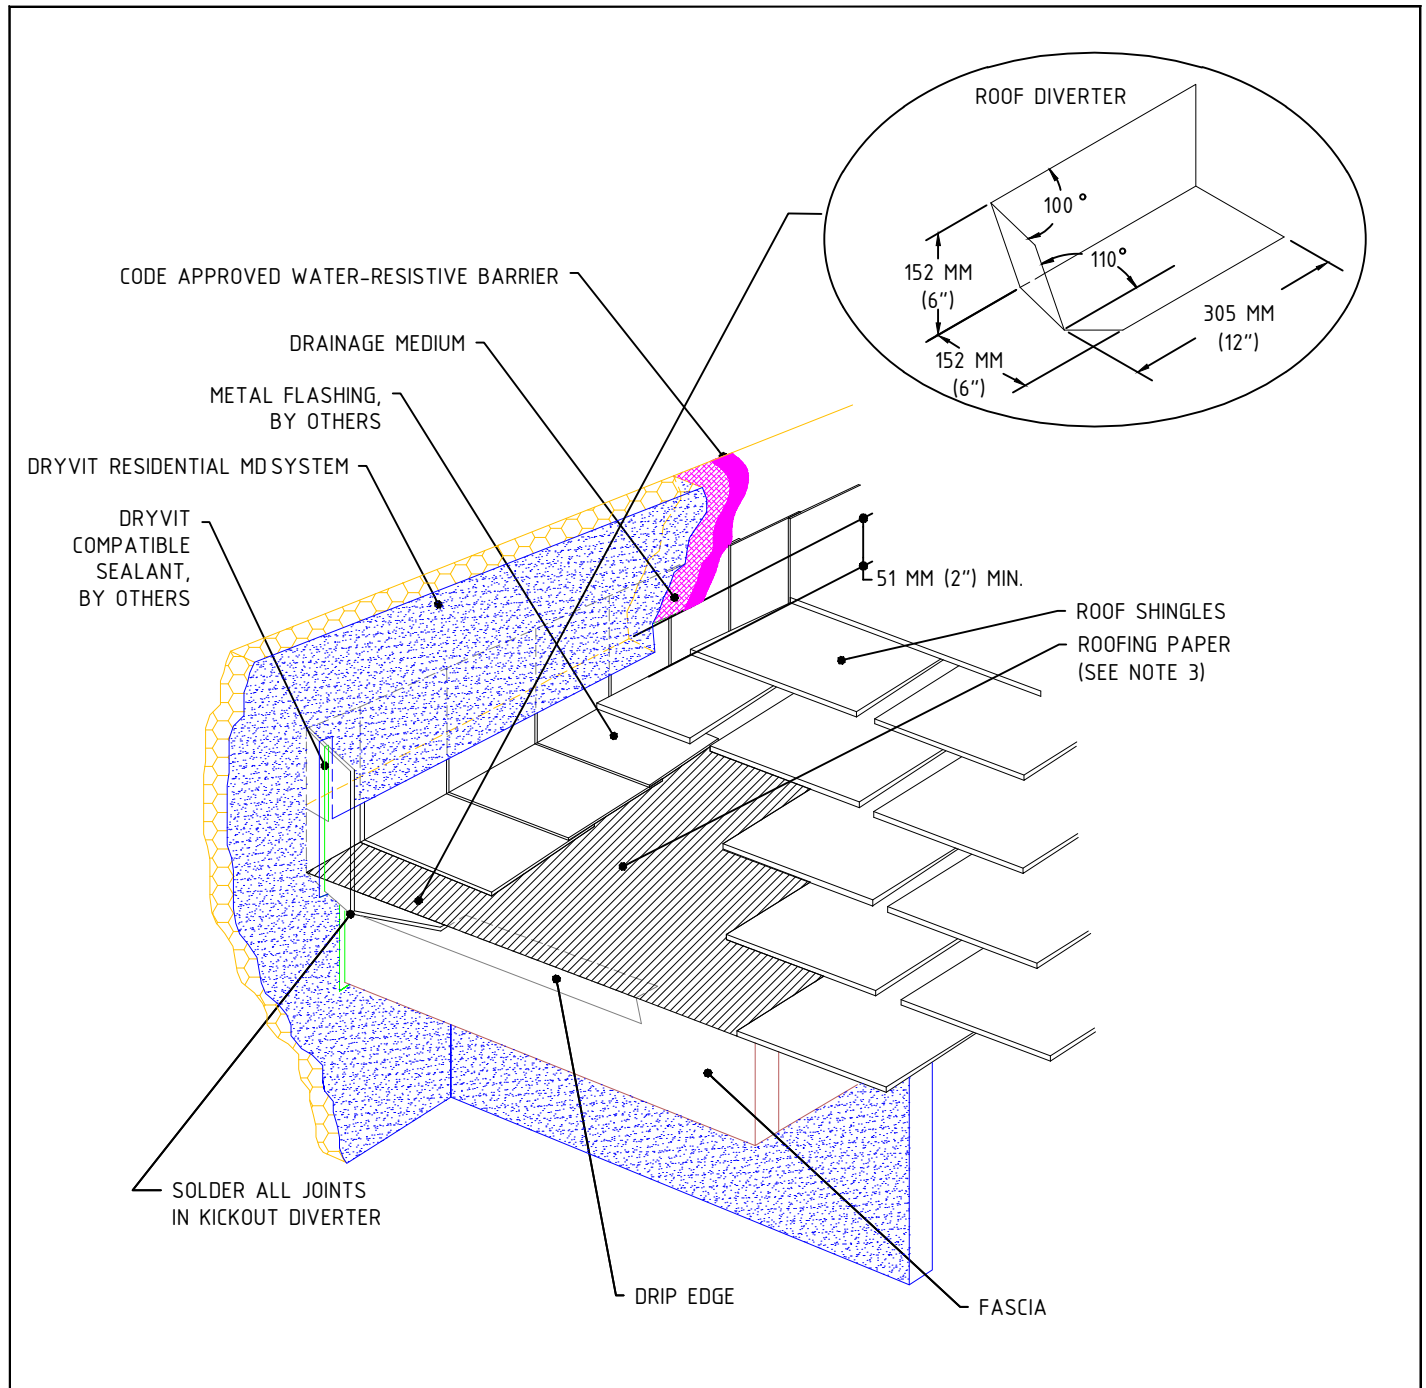 ROOF DIVERTER
100°
110°
152 MM
(6")
305 MM
(12")
152 MM
(6")
CODE APPROVED WATER-RESISTIVE BARRIER
DRAINAGE MEDIUM
METAL FLASHING,
BY OTHERS
DRYVIT RESIDENTIAL MD SYSTEM
DRYVIT
COMPATIBLE
SEALANT,
BY OTHERS
51 MM (2") MIN.
ROOF SHINGLES
ROOFING PAPER
(SEE NOTE 3)
SOLDER ALL JOINTS
IN KICKOUT DIVERTER
DRIP EDGE
FASCIA